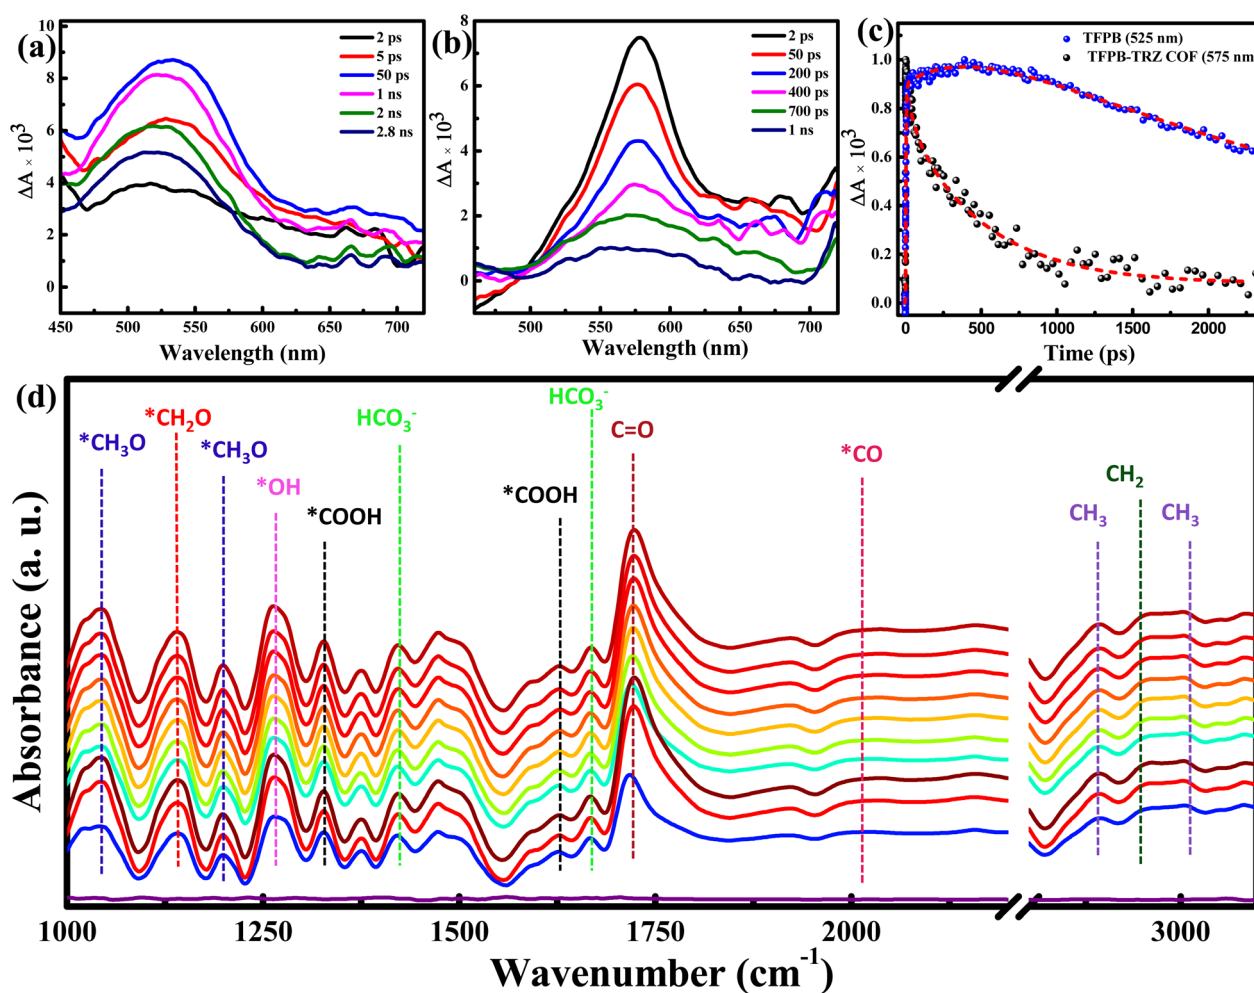 (a)
2 ps
5 ps
50 ps
1 ns
2 ns
2.8 ns
10
8
6
4
2
0
ΔA × 10³
450 500 550 600 650 700
Wavelength (nm)
(b)
2 ps
50 ps
200 ps
400 ps
700 ps
1 ns
8
6
4
2
0
ΔA × 10³
500 550 600 650 700
Wavelength (nm)
(c)
TFPB (525 nm)
TFPB-TRZ COF (575 nm
1.0
0.8
0.6
0.4
0.2
0.0
ΔA × 10³
0 500 1000 1500 2000
Time (ps)
(d)
*CH₃O
*CH₂O
*CH₃O
*OH
*COOH
HCO₃⁻
*COOH
HCO₃⁻
C=O
*CO
CH₃
CH₂
CH₃
Absorbance (a. u.)
1000 1250 1500 1750 2000 3000
Wavenumber (cm⁻¹)